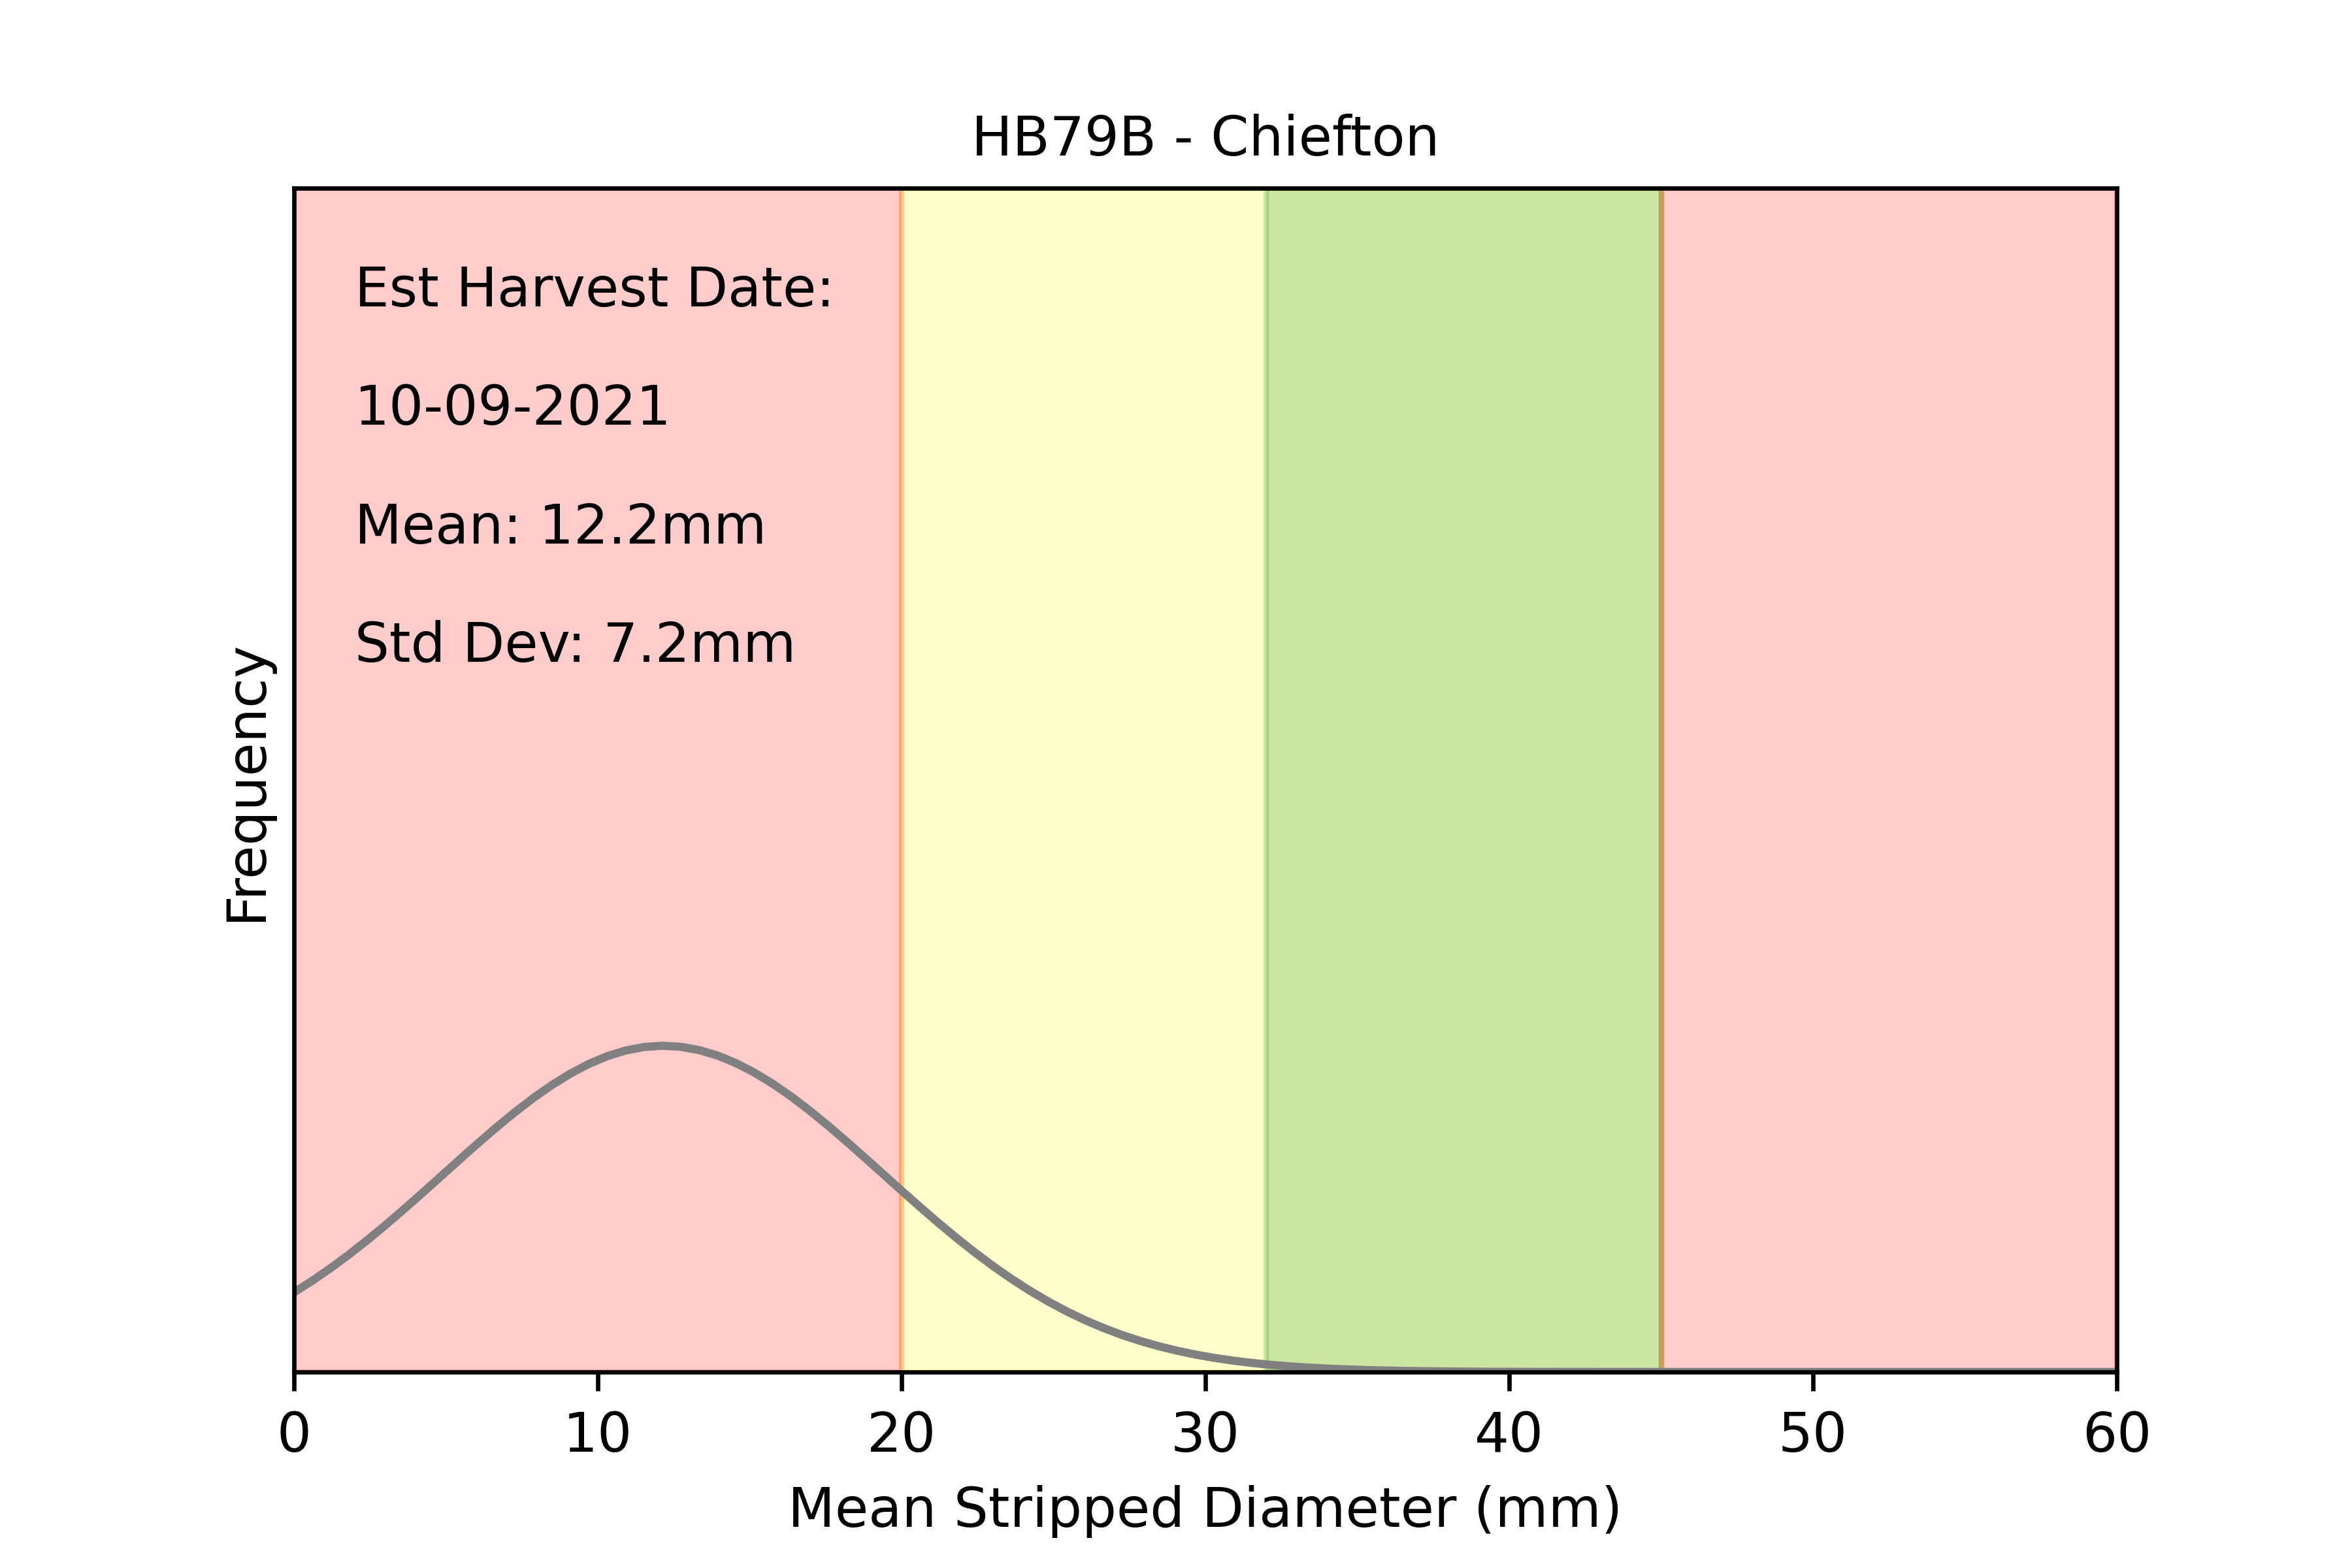 HB79B - Chiefton
Est Harvest Date:
10-09-2021
Mean: 12.2mm
Std Dev: 7.2mm
Frequency
0 10 20 30 40 50 60
Mean Stripped Diameter (mm)